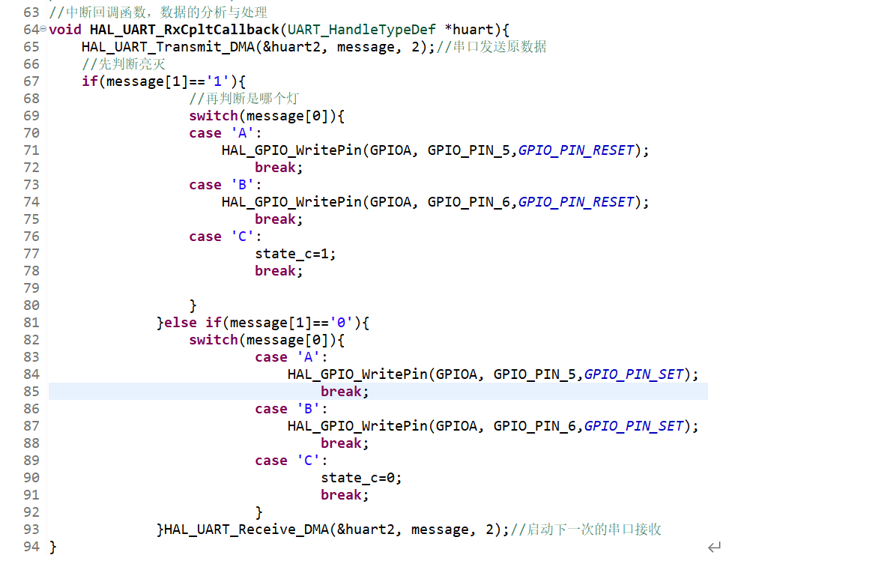 63 //中断回调函数，数据的分析与处理
64 void HAL_UART_RxCpltCallback(UART_HandleTypeDef *huart){
65 HAL_UART_Transmit_DMA(&huart2, message, 2);//串口发送原数据
66 //先判断亮灭
67 if(message[1]=='1'){
68 //再判断是哪个灯
69 switch(message[0]){
70 case 'A':
71 HAL_GPIO_WritePin(GPIOA, GPIO_PIN_5,GPIO_PIN_RESET);
72 break;
73 case 'B':
74 HAL_GPIO_WritePin(GPIOA, GPIO_PIN_6,GPIO_PIN_RESET);
75 break;
76 case 'C':
77 state_c=1;
78 break;
79
80 }
81 }else if(message[1]=='0'){
82 switch(message[0]){
83 case 'A':
84 HAL_GPIO_WritePin(GPIOA, GPIO_PIN_5,GPIO_PIN_SET);
85 break;
86 case 'B':
87 HAL_GPIO_WritePin(GPIOA, GPIO_PIN_6,GPIO_PIN_SET);
88 break;
89 case 'C':
90 state_c=0;
91 break;
92 }
93 }HAL_UART_Receive_DMA(&huart2, message, 2);//启动下一次的串口接收
94 }